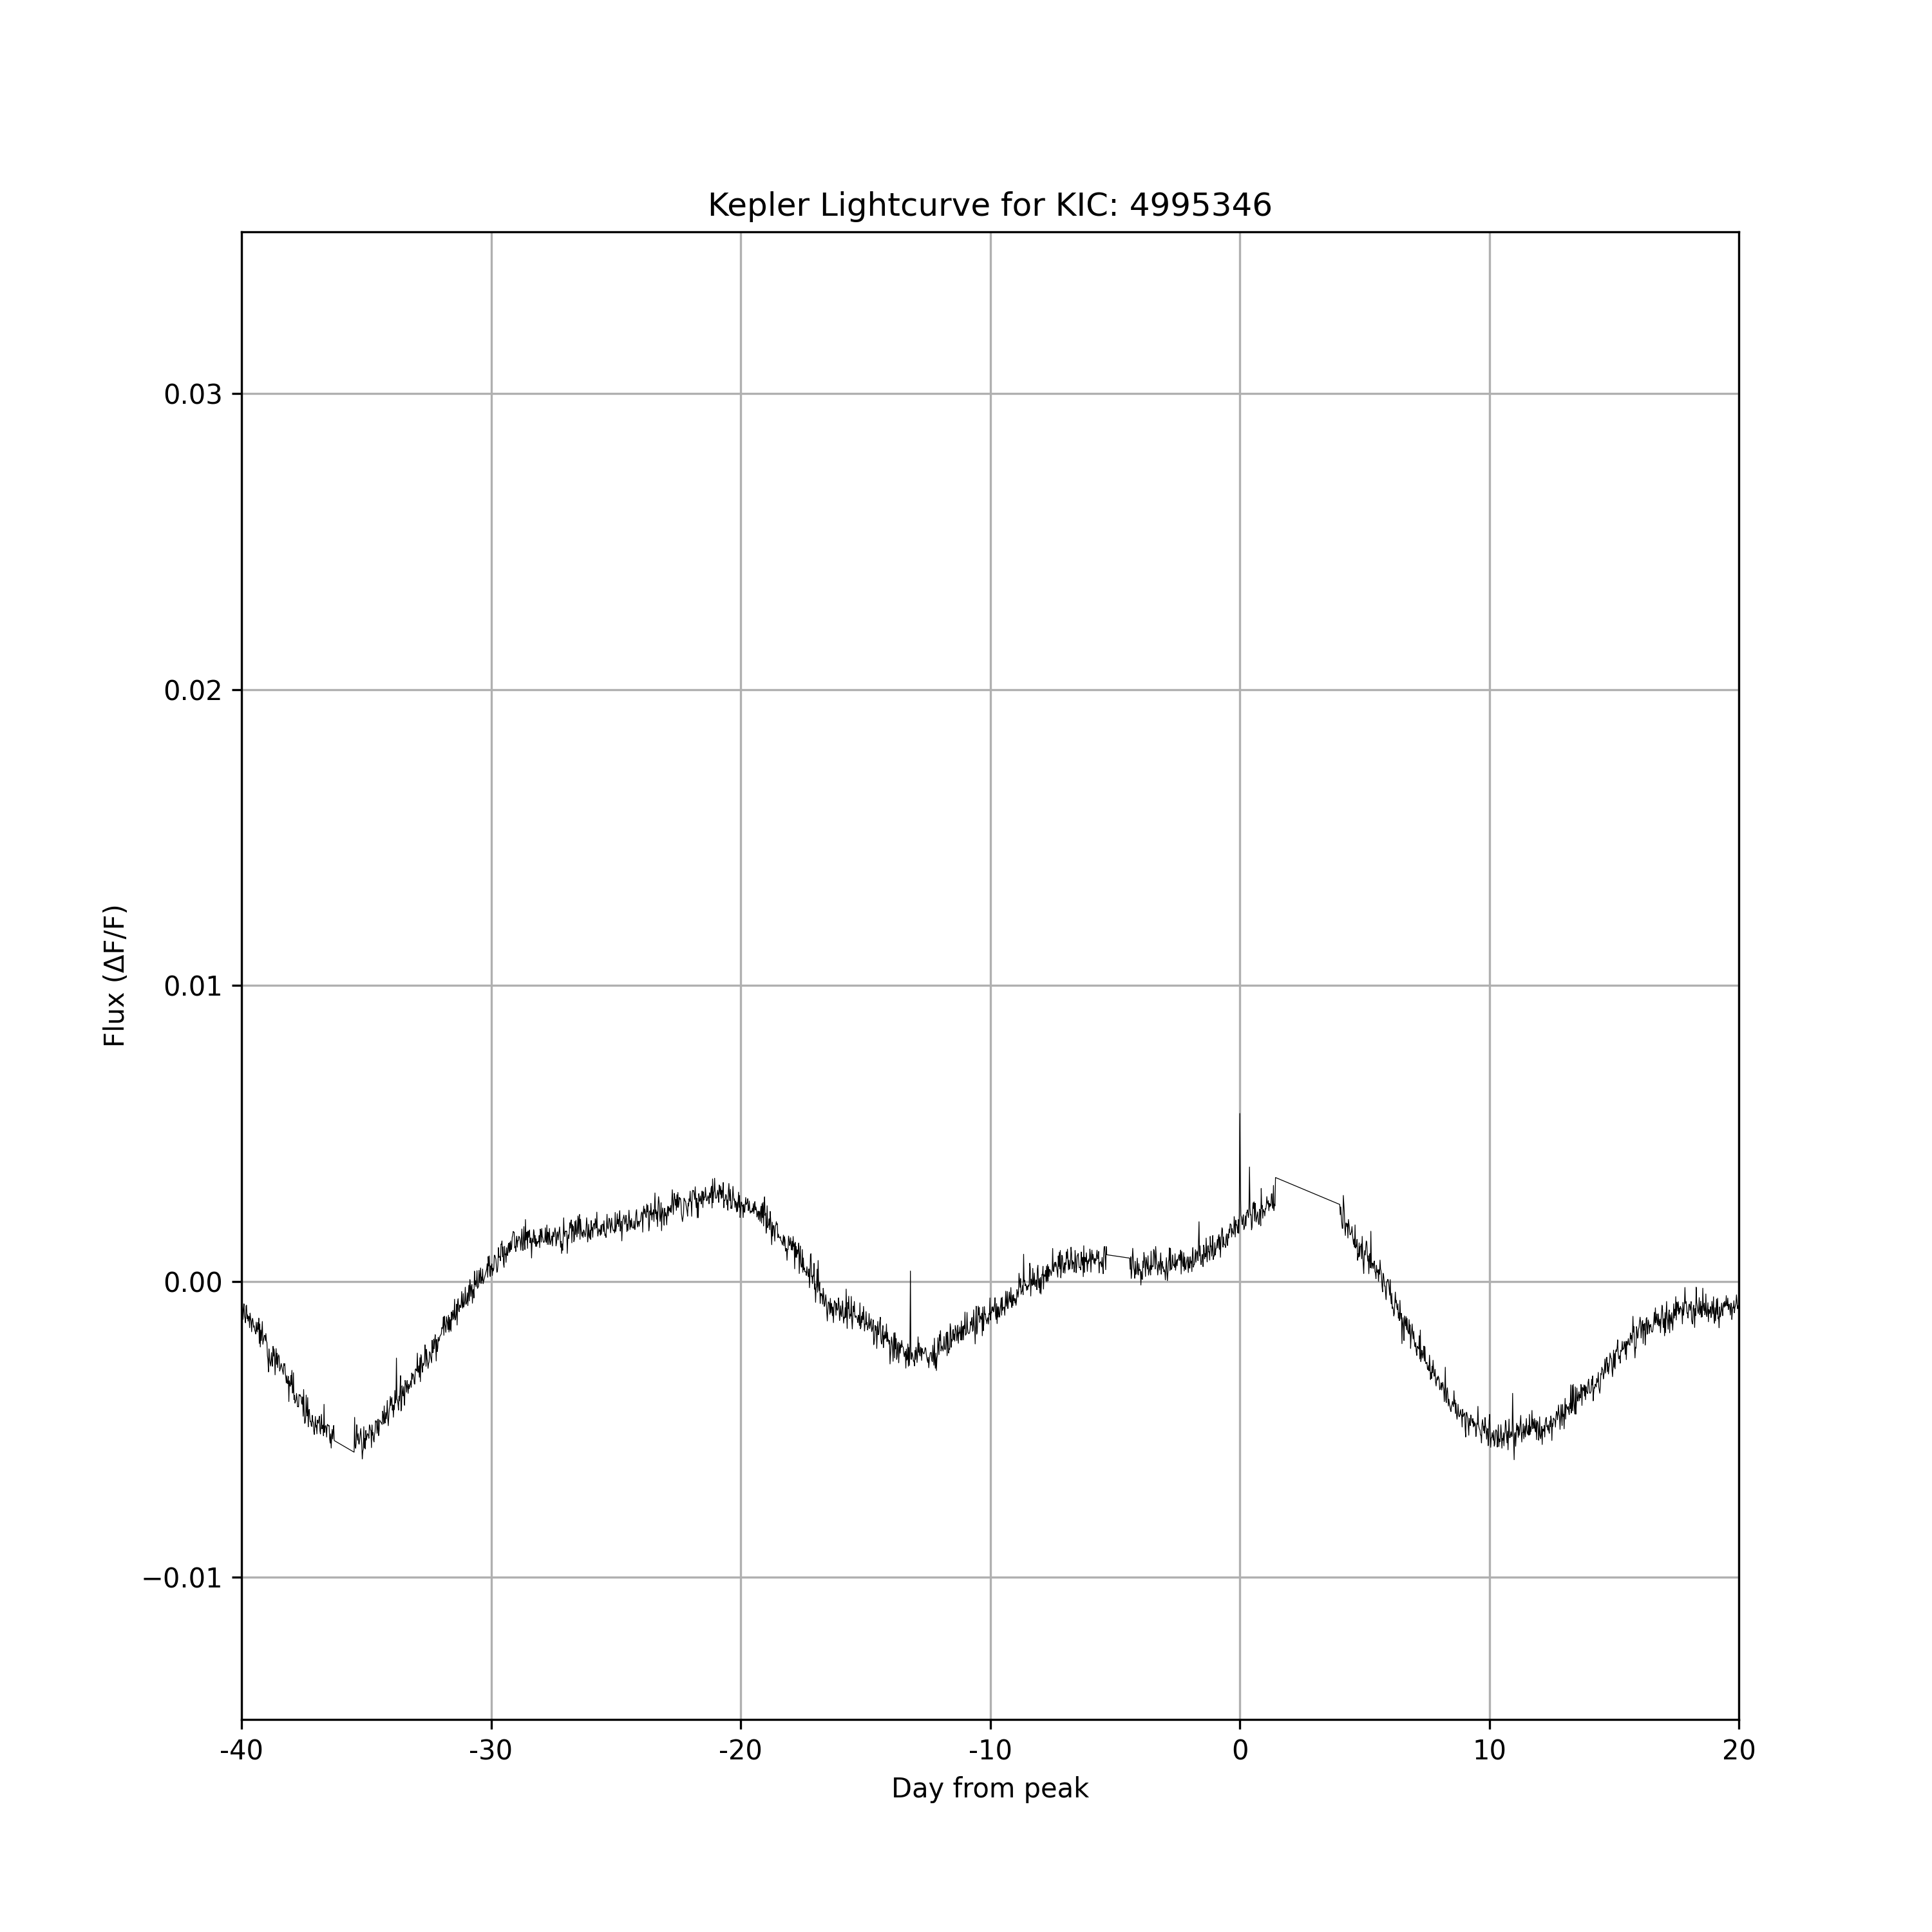 Kepler Lightcurve for KIC: 4995346
Flux (ΔF/F)
0.03
0.02
0.01
0.00
−0.01
-40 -30 -20 -10 0 10 20
Day from peak